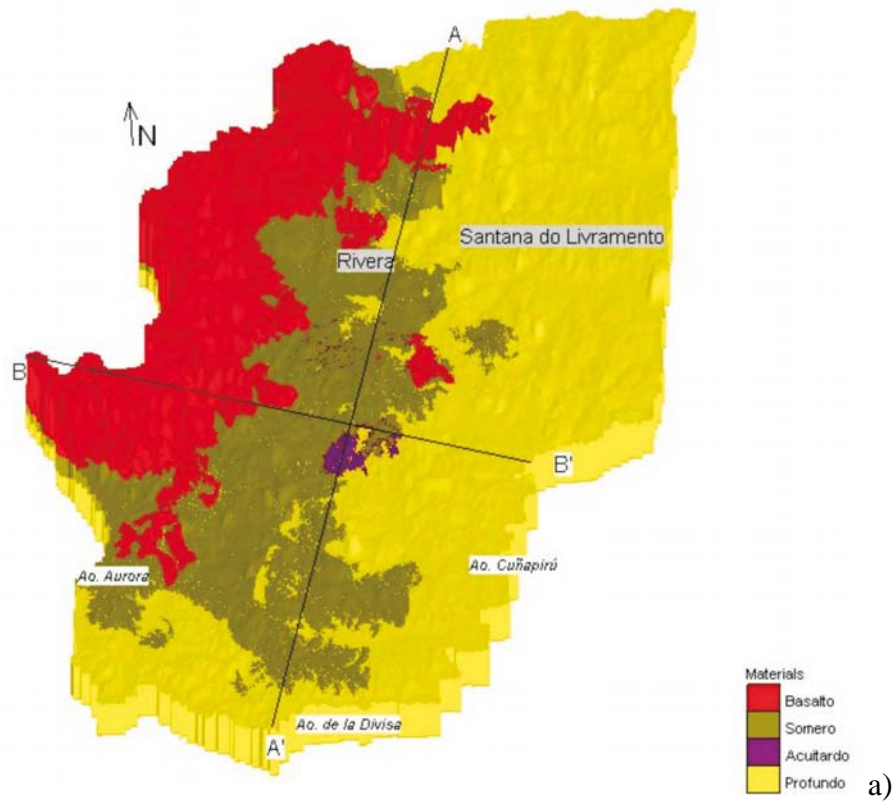 A
N
Santana do Livramento
Rivera
B
B'
Ao. Cuñapirú
Ao. Aurora
Ao. de la Divisa
A'
Materials
Basalto
Somero
Acuitardo
Profundo
a)